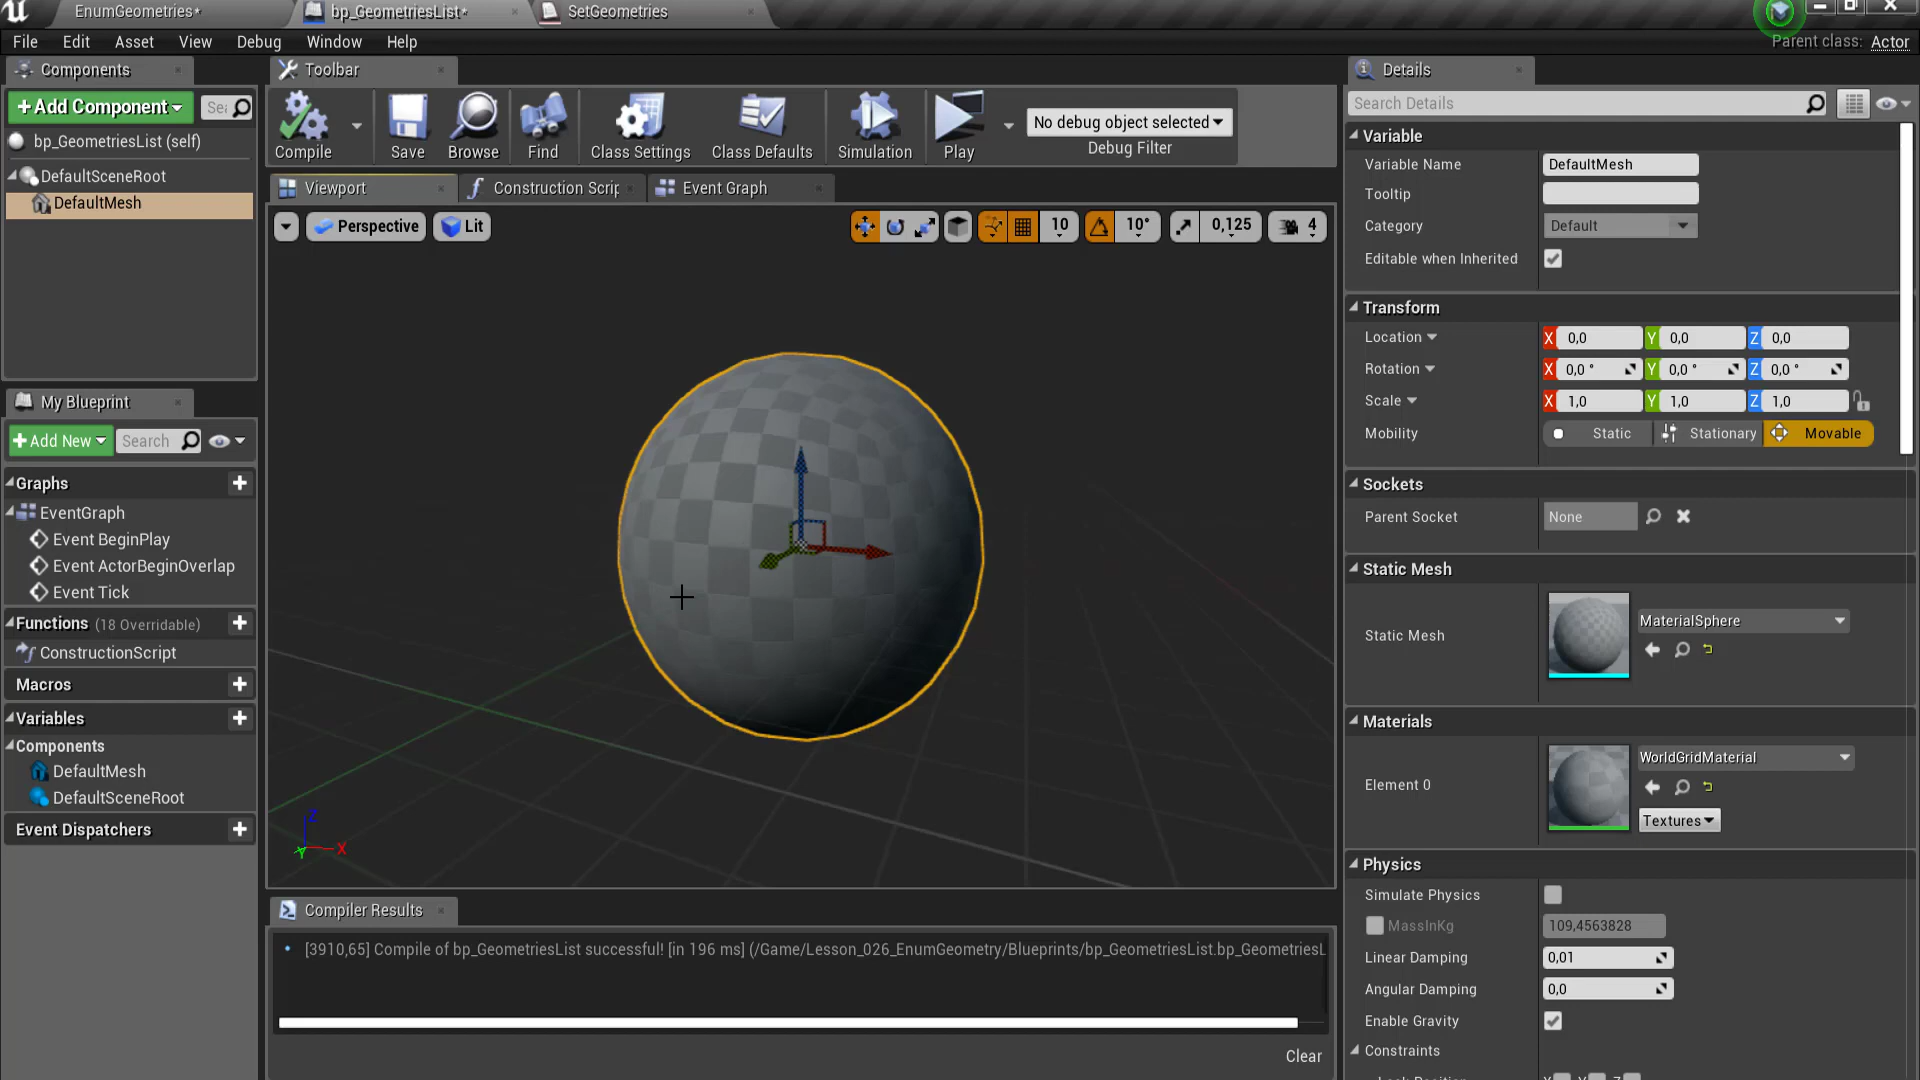 EnumGeometries*
bp_GeometriesList*
SetGeometries
File Edit Asset View Debug Window Help
Parent class: Actor
Components
Toolbar
Details
+Add Component
Search Details
bp_GeometriesList (self)
DefaultSceneRoot
DefaultMesh
Compile
Save
Browse
Find
Class Settings
Class Defaults
Simulation
Play
No debug object selected
Debug Filter
Viewport
Construction Scrip
Event Graph
Perspective
Lit
10
10°
0,125
4
Variable
Variable Name
DefaultMesh
Tooltip
Category
Default
Editable when Inherited
Transform
Location
X 0,0 Y 0,0 Z 0,0
Rotation
X 0,0 ° Y 0,0 ° Z 0,0 °
Scale
X 1,0 Y 1,0 Z 1,0
Mobility
Static Stationary Movable
Sockets
Parent Socket
None
Static Mesh
Static Mesh
MaterialSphere
Materials
Element 0
WorldGridMaterial
Textures
Physics
Simulate Physics
MassInKg
109,4563828
Linear Damping
0,01
Angular Damping
0,0
Enable Gravity
Constraints
My Blueprint
+Add New
Search
Graphs
EventGraph
Event BeginPlay
Event ActorBeginOverlap
Event Tick
Functions (18 Overridable)
ConstructionScript
Macros
Variables
Components
DefaultMesh
DefaultSceneRoot
Event Dispatchers
Z
X
Y
Compiler Results
[3910,65] Compile of bp_GeometriesList successful! [in 196 ms] (/Game/Lesson_026_EnumGeometry/Blueprints/bp_GeometriesList.bp_GeometriesL
Clear